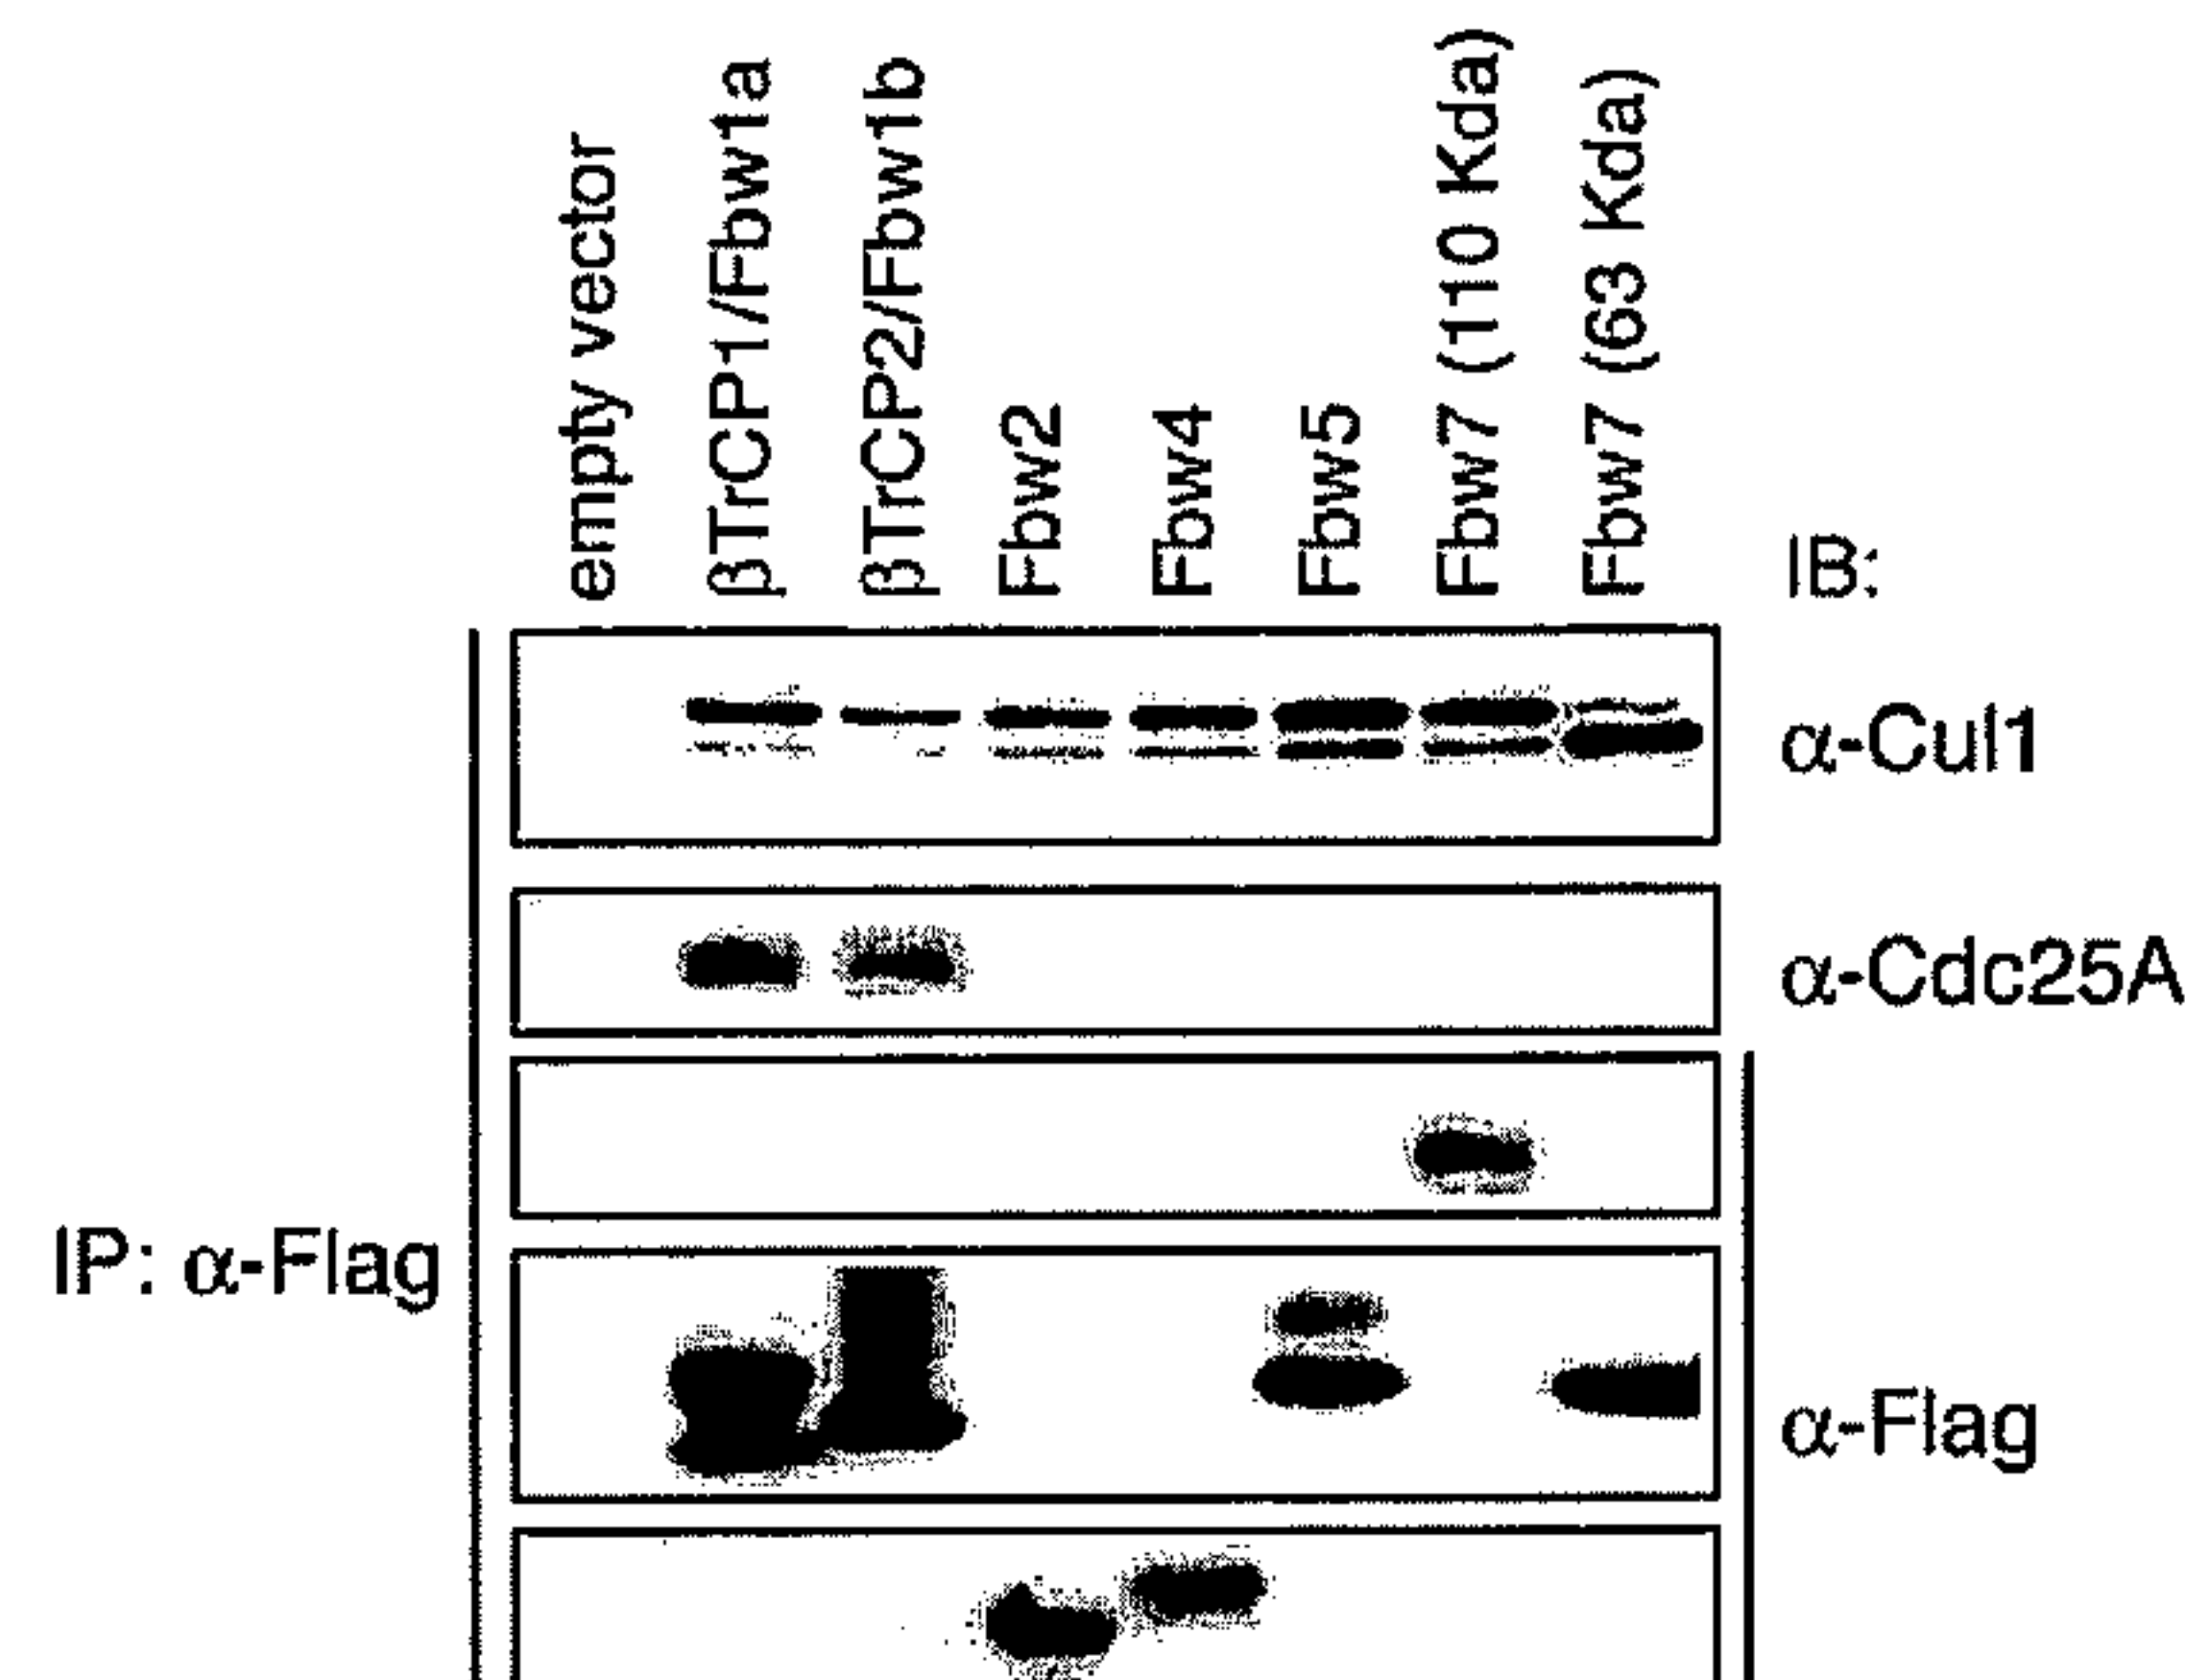 empty vector
βTrCP1/Fbw1a
βTrCP2/Fbw1b
Fbw2
Fbw4
Fbw5
Fbw7 (110 Kda)
Fbw7 (63 Kda)
IB:
α-Cul1
α-Cdc25A
IP: α-Flag
α-Flag